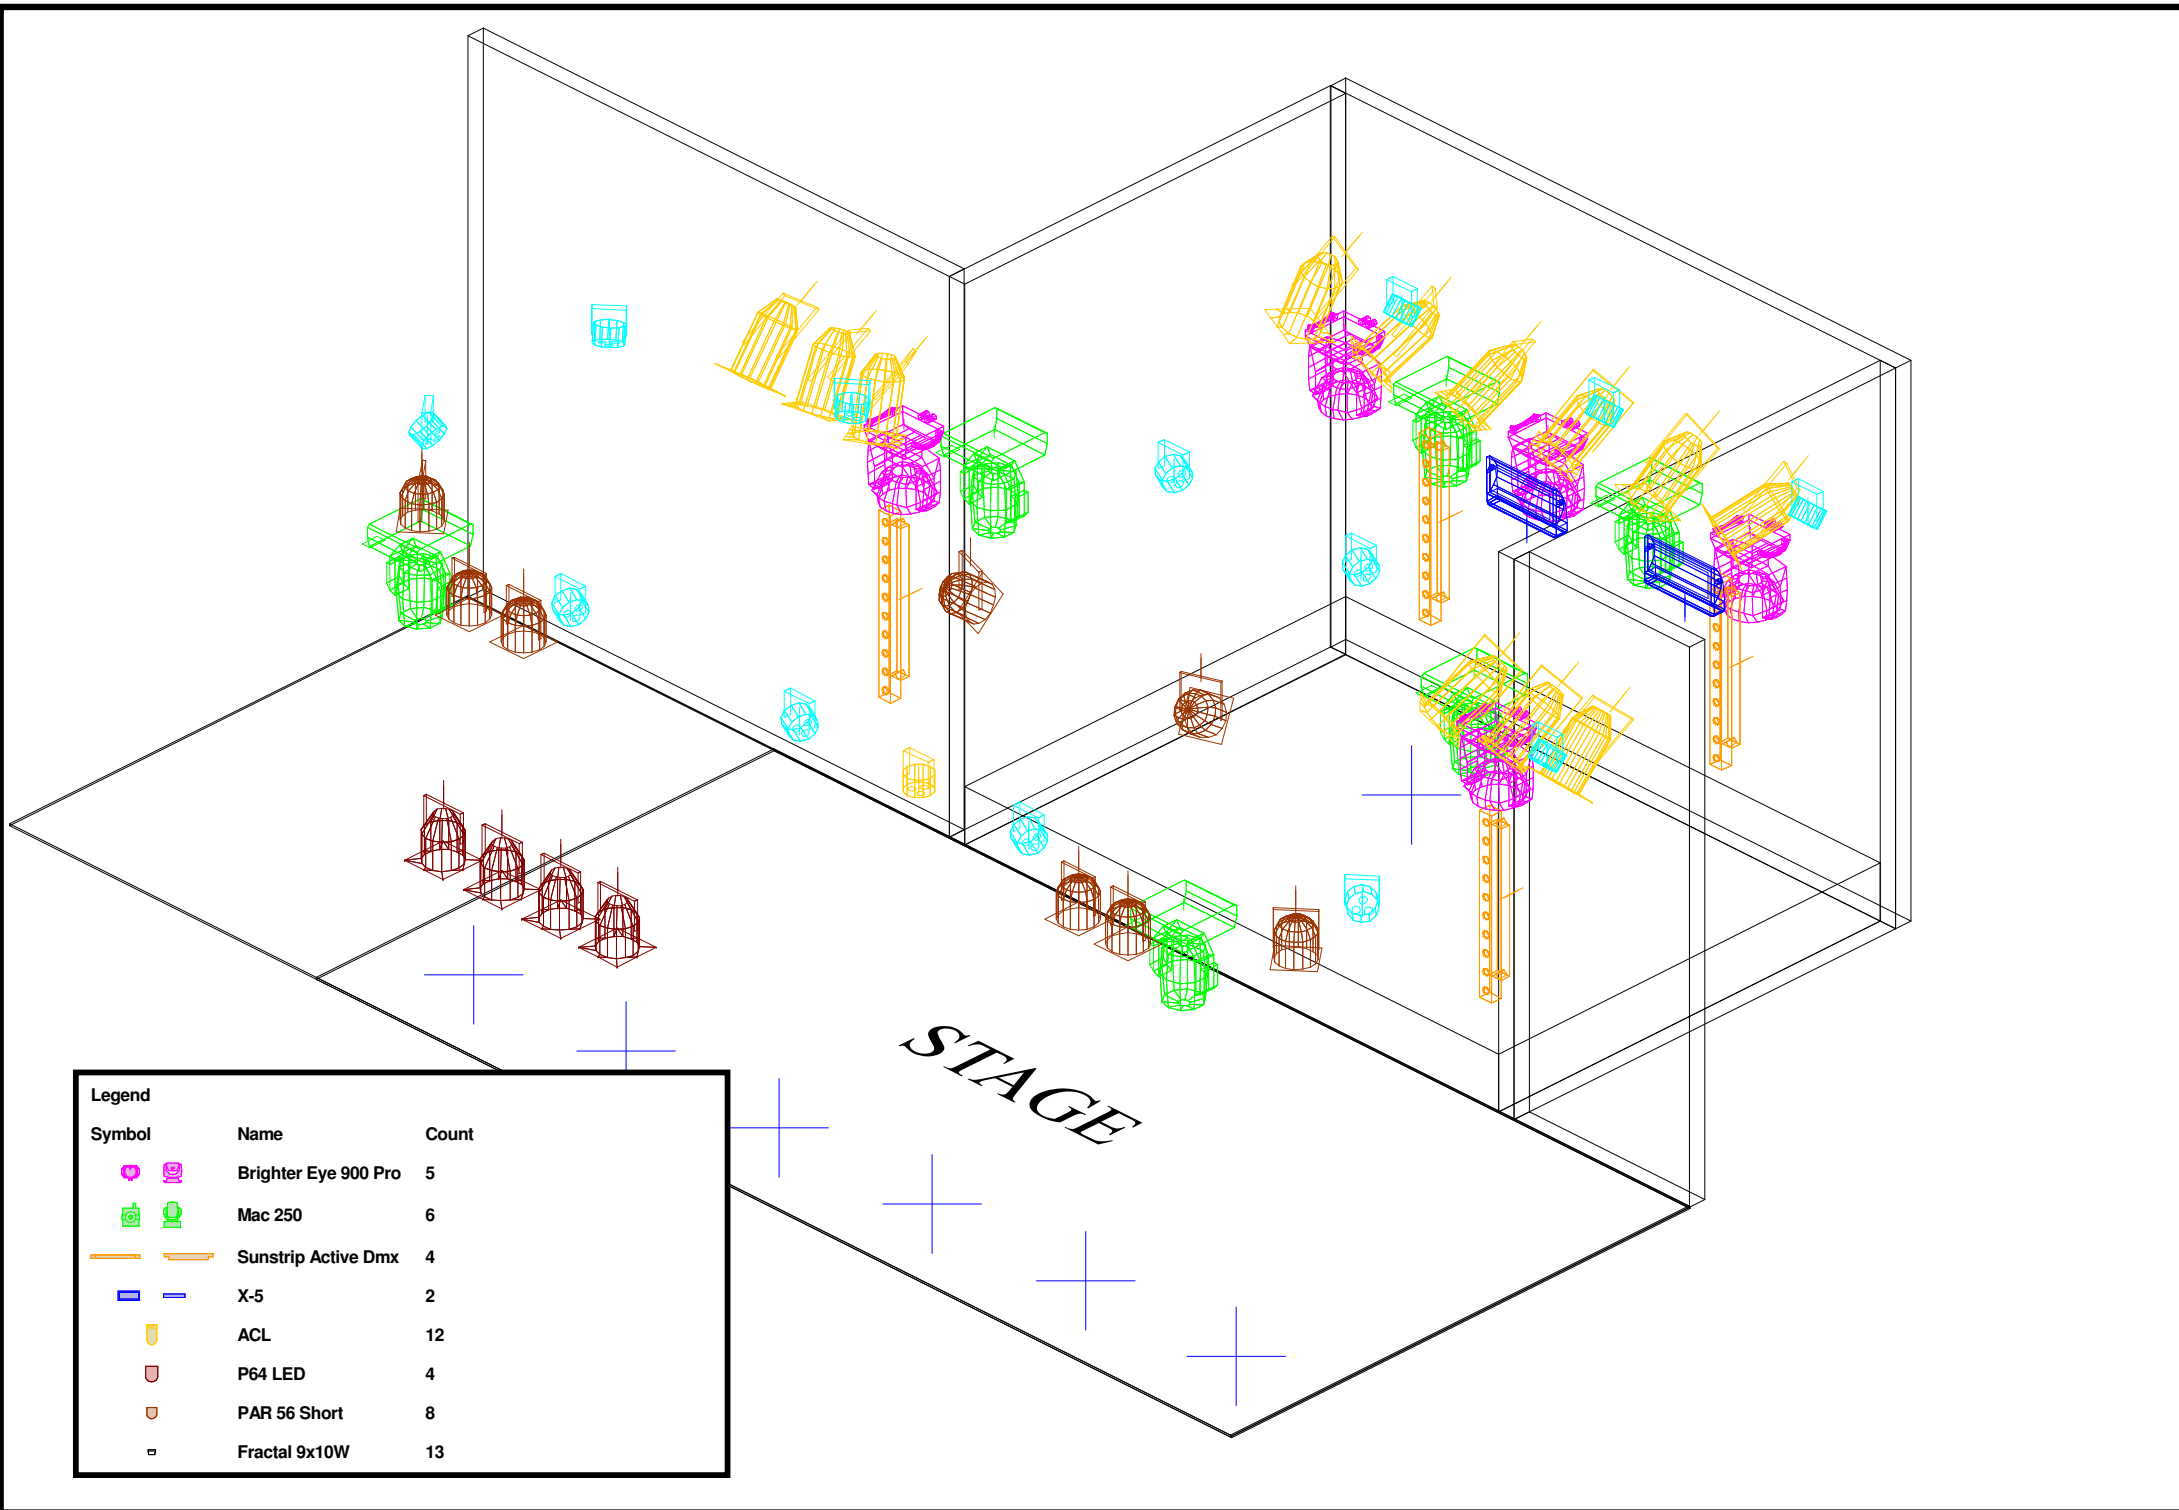 STAGE
Legend
Symbol Name Count
Brighter Eye 900 Pro 5
Mac 250 6
Sunstrip Active Dmx 4
X-5 2
ACL 12
P64 LED 4
PAR 56 Short 8
Fractal 9x10W 13